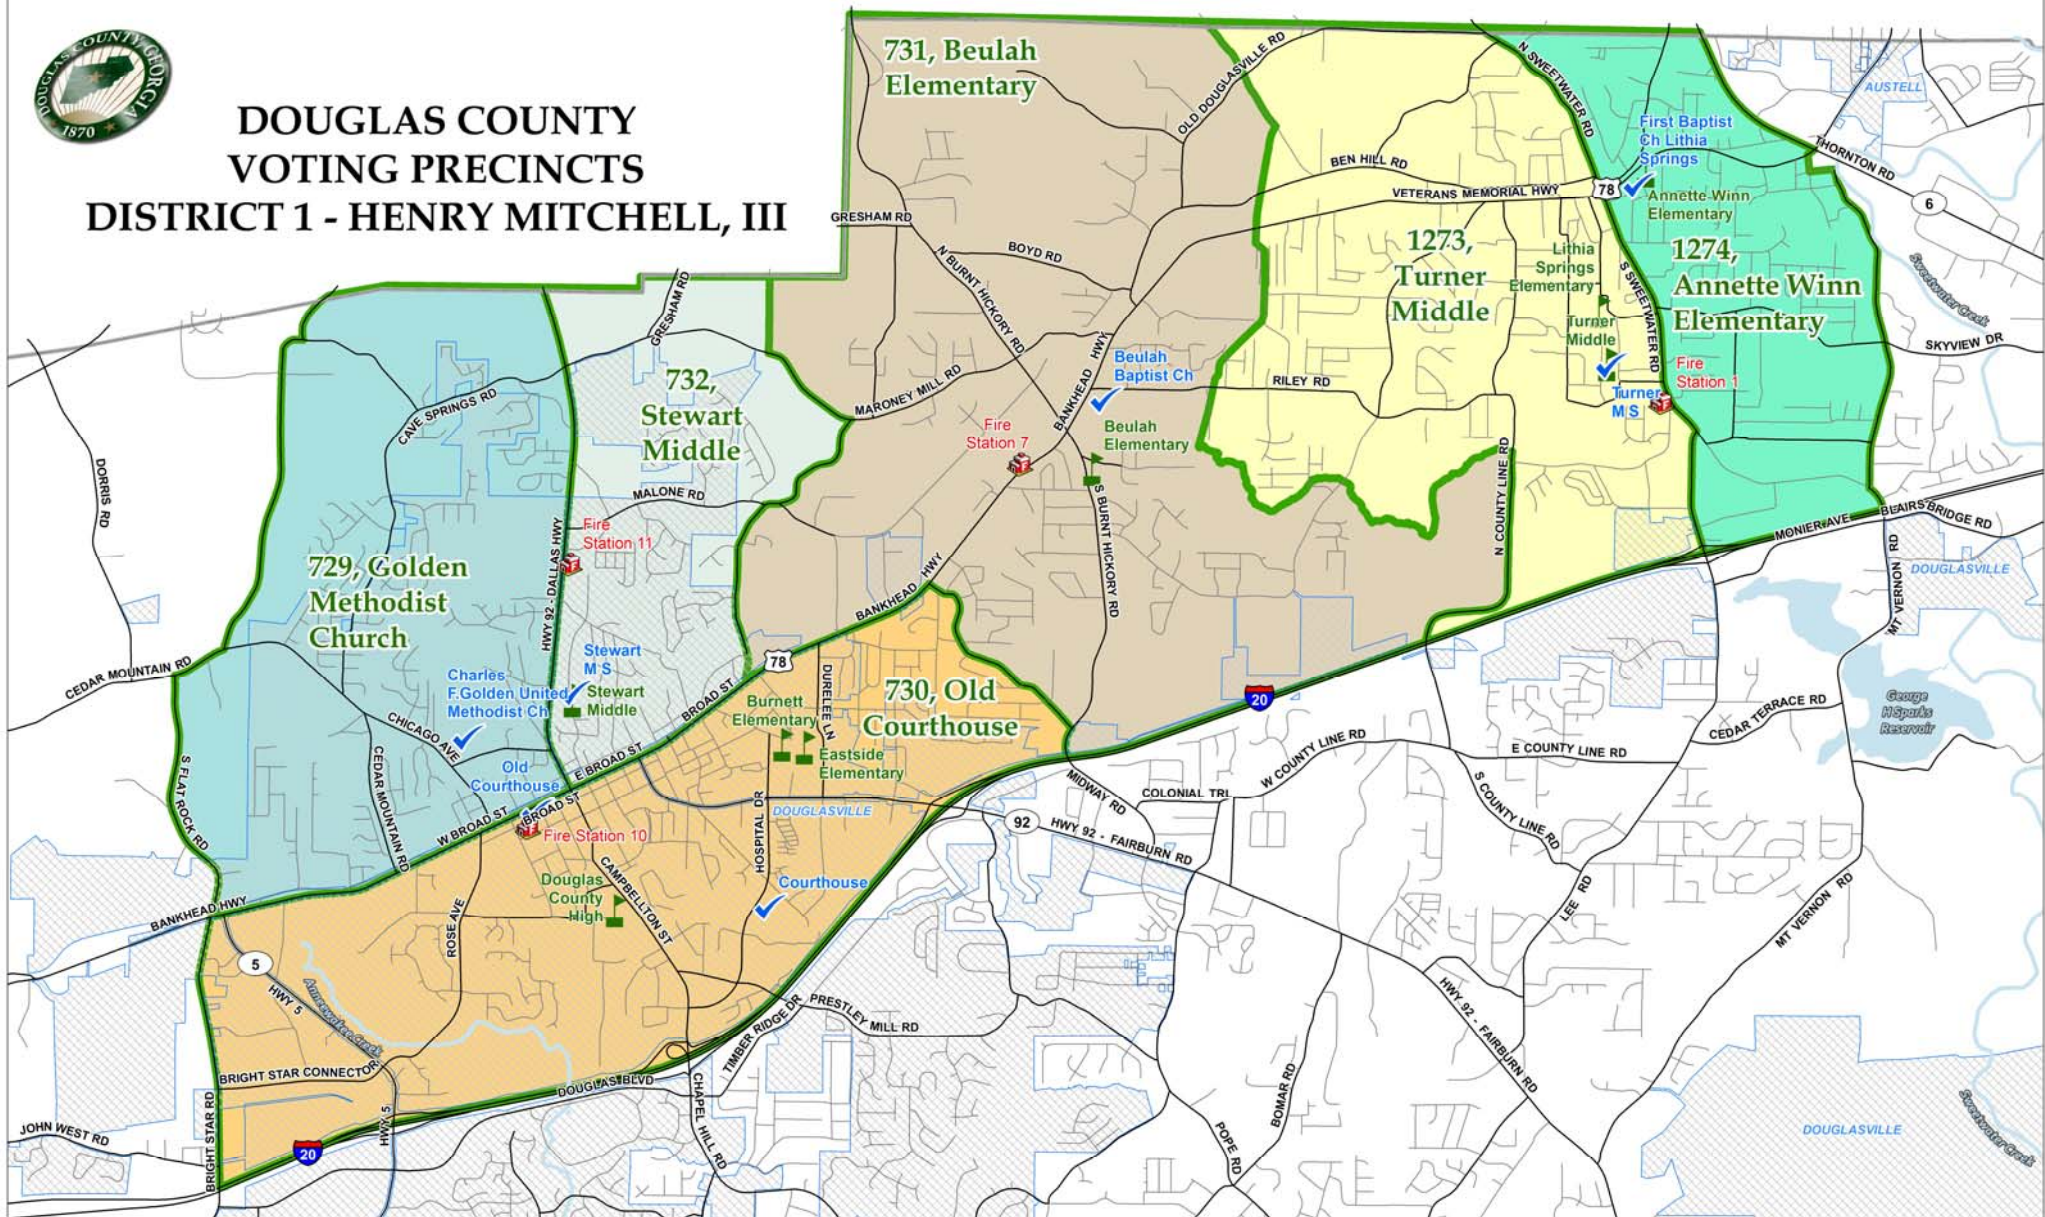 DOUGLAS COUNTY, GEORGIA
1870
DOUGLAS COUNTY
VOTING PRECINCTS
DISTRICT 1 - HENRY MITCHELL, III
731, Beulah
Elementary
OLD DOUGLASVILLE RD
N SWEETWATER RD
AUSTELL
First Baptist
Ch Lithia
Springs
THORNTON RD
6
BEN HILL RD
VETERANS MEMORIAL HWY
78
Annette Winn
Elementary
GRESHAM RD
N BURNT HICKORY RD
BOYD RD
1273,
Turner
Middle
Lithia
Springs
Elementary
S SWEETWATER RD
1274,
Annette Winn
Elementary
Sweetwater Creek
SKYVIEW DR
GRESHAM RD
Turner
Middle
Fire
Station 1
Turner
M S
BANKHEAD HWY
Beulah
Baptist Ch
RILEY RD
732,
Stewart
Middle
MARONEY MILL RD
CAVE SPRINGS RD
Fire
Station 7
Beulah
Elementary
N COUNTY LINE RD
DORRIS RD
MALONE RD
S BURNT HICKORY RD
Fire
Station 11
HWY 92 - DALLAS HWY
MONIER AVE
BLAIRS BRIDGE RD
MT VERNON RD
DOUGLASVILLE
729, Golden
Methodist
Church
BANKHEAD HWY
CEDAR MOUNTAIN RD
Stewart
M S
78
Charles
F.Golden United
Methodist Ch
Stewart
Middle
BROAD ST
DURELEE LN
730, Old
Courthouse
Burnett
Elementary
20
George
H Sparks
Reservoir
CHICAGO AVE
CEDAR MOUNTAIN RD
E BROAD ST
Eastside
Elementary
W COUNTY LINE RD
E COUNTY LINE RD
CEDAR TERRACE RD
Old
Courthouse
S FLAT ROCK RD
W BROAD ST
BROAD ST
Fire Station 10
HOSPITAL DR
DOUGLASVILLE
MIDWAY RD
COLONIAL TRL
S COUNTY LINE RD
92
HWY 92 - FAIRBURN RD
Douglas
County
High
CAMPBELLTON ST
Courthouse
LEE RD
MT VERNON RD
BANKHEAD HWY
ROSE AVE
5
HWY 5
Anneewakee Creek
HWY 92 - FAIRBURN RD
PRESTLEY MILL RD
TIMBER RIDGE DR
BRIGHT STAR CONNECTOR
DOUGLAS BLVD
CHAPEL HILL RD
BOMAR RD
POPE RD
JOHN WEST RD
BRIGHT STAR RD
20
HWY 5
DOUGLASVILLE
Sweetwater Creek